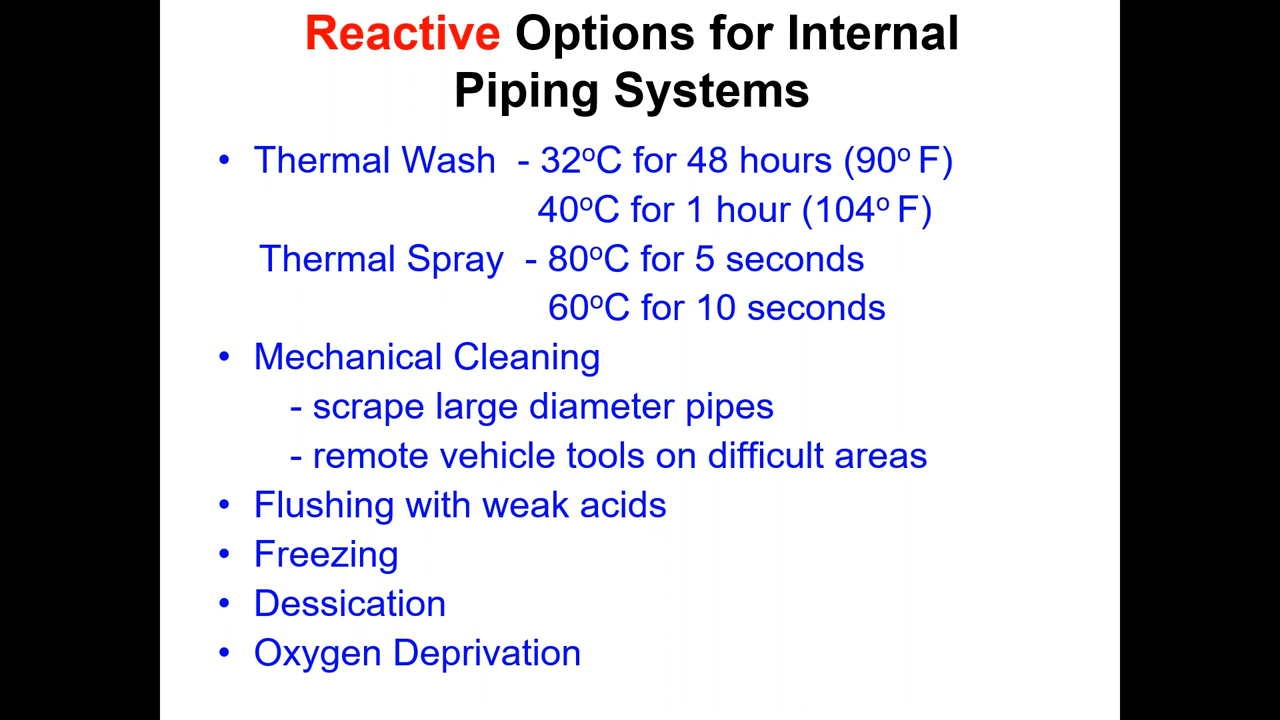 Reactive Options for Internal
Piping Systems
• Thermal Wash - 32ºC for 48 hours (90º F)
40ºC for 1 hour (104º F)
Thermal Spray - 80ºC for 5 seconds
60ºC for 10 seconds
• Mechanical Cleaning
- scrape large diameter pipes
- remote vehicle tools on difficult areas
• Flushing with weak acids
• Freezing
• Dessication
• Oxygen Deprivation